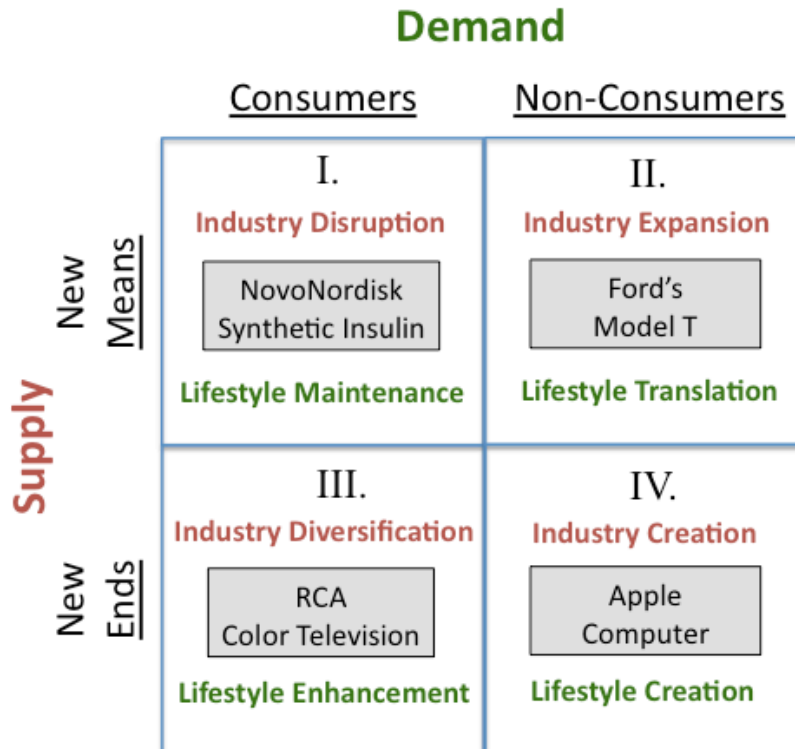 Demand
Consumers
Non-Consumers
Supply
New
Means
I.
Industry Disruption
NovoNordisk
Synthetic Insulin
Lifestyle Maintenance
II.
Industry Expansion
Ford's
Model T
Lifestyle Translation
New
Ends
III.
Industry Diversification
RCA
Color Television
Lifestyle Enhancement
IV.
Industry Creation
Apple
Computer
Lifestyle Creation